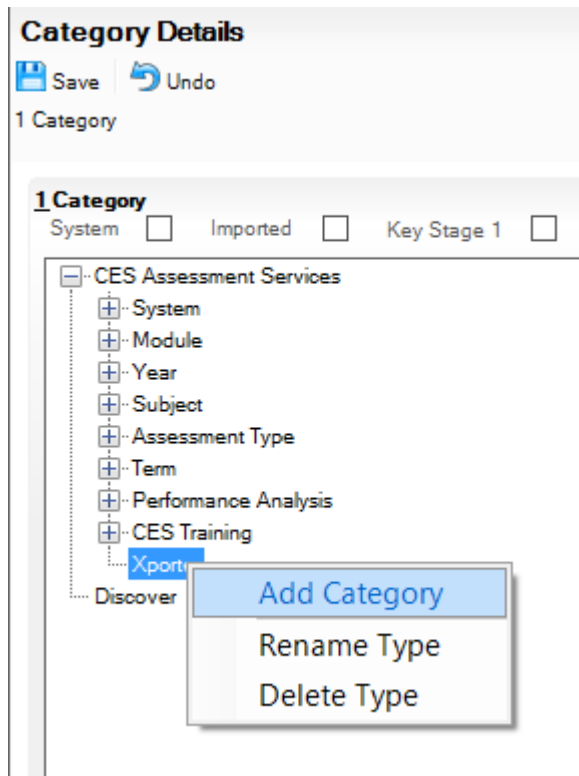 Category Details
Save Undo
1 Category
1 Category
System Imported Key Stage 1
CES Assessment Services
System
Module
Year
Subject
Assessment Type
Term
Performance Analysis
CES Training
Xporte
Discover
Add Category
Rename Type
Delete Type